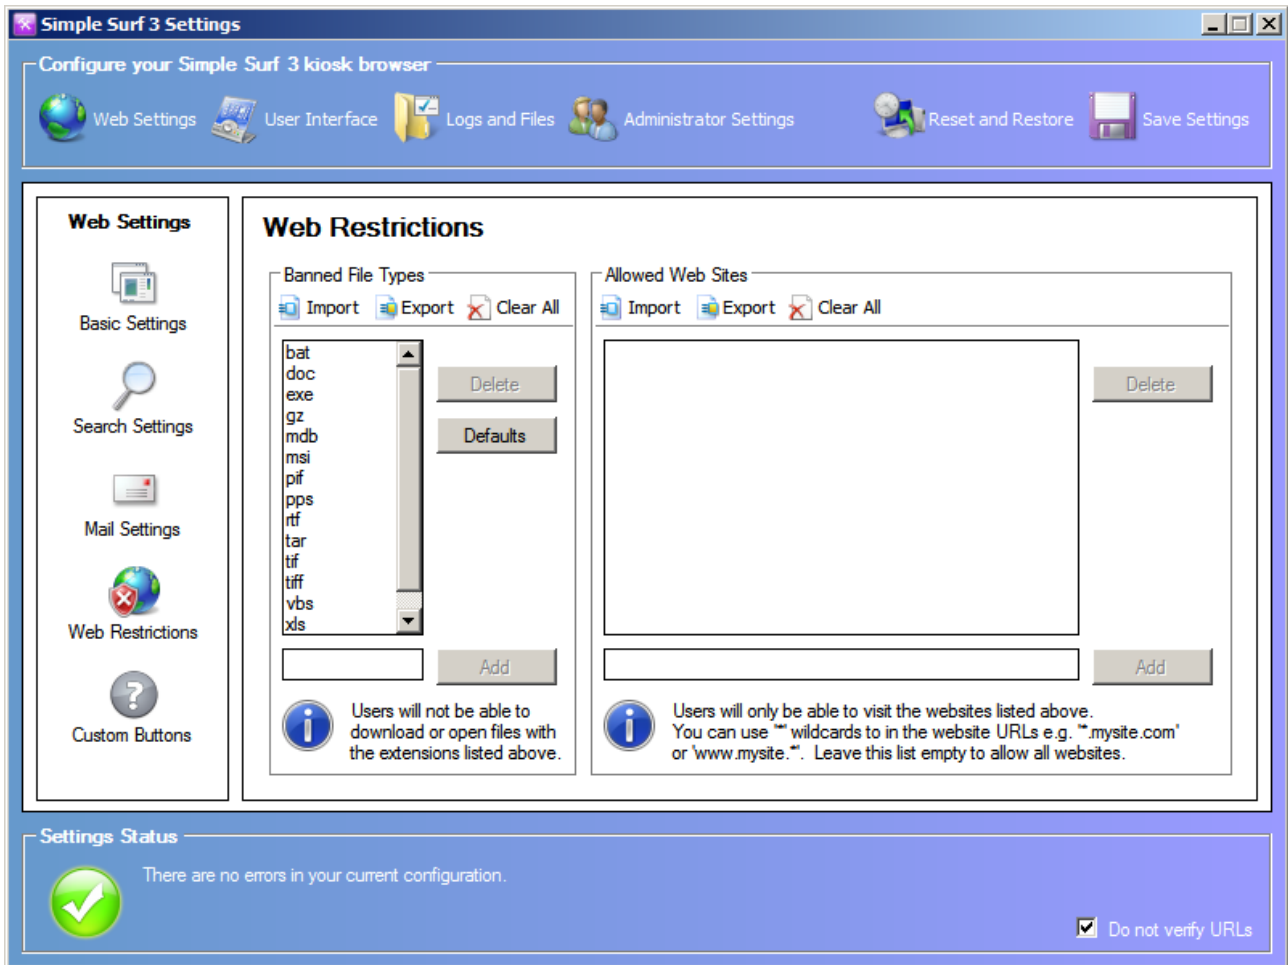 Simple Surf 3 Settings
Configure your Simple Surf 3 kiosk browser
Web Settings
User Interface
Logs and Files
Administrator Settings
Reset and Restore
Save Settings
Web Settings
Basic Settings
Search Settings
Mail Settings
Web Restrictions
Custom Buttons
Web Restrictions
Banned File Types
Import
Export
Clear All
bat
doc
exe
gz
mdb
msi
pif
pps
rtf
tar
tif
tiff
vbs
xls
Delete
Defaults
Add
Users will not be able to
download or open files with
the extensions listed above.
Allowed Web Sites
Import
Export
Clear All
Delete
Add
Users will only be able to visit the websites listed above.
You can use '*' wildcards to in the website URLs e.g. '*.mysite.com'
or 'www.mysite.*'. Leave this list empty to allow all websites.
Settings Status
There are no errors in your current configuration.
Do not verify URLs